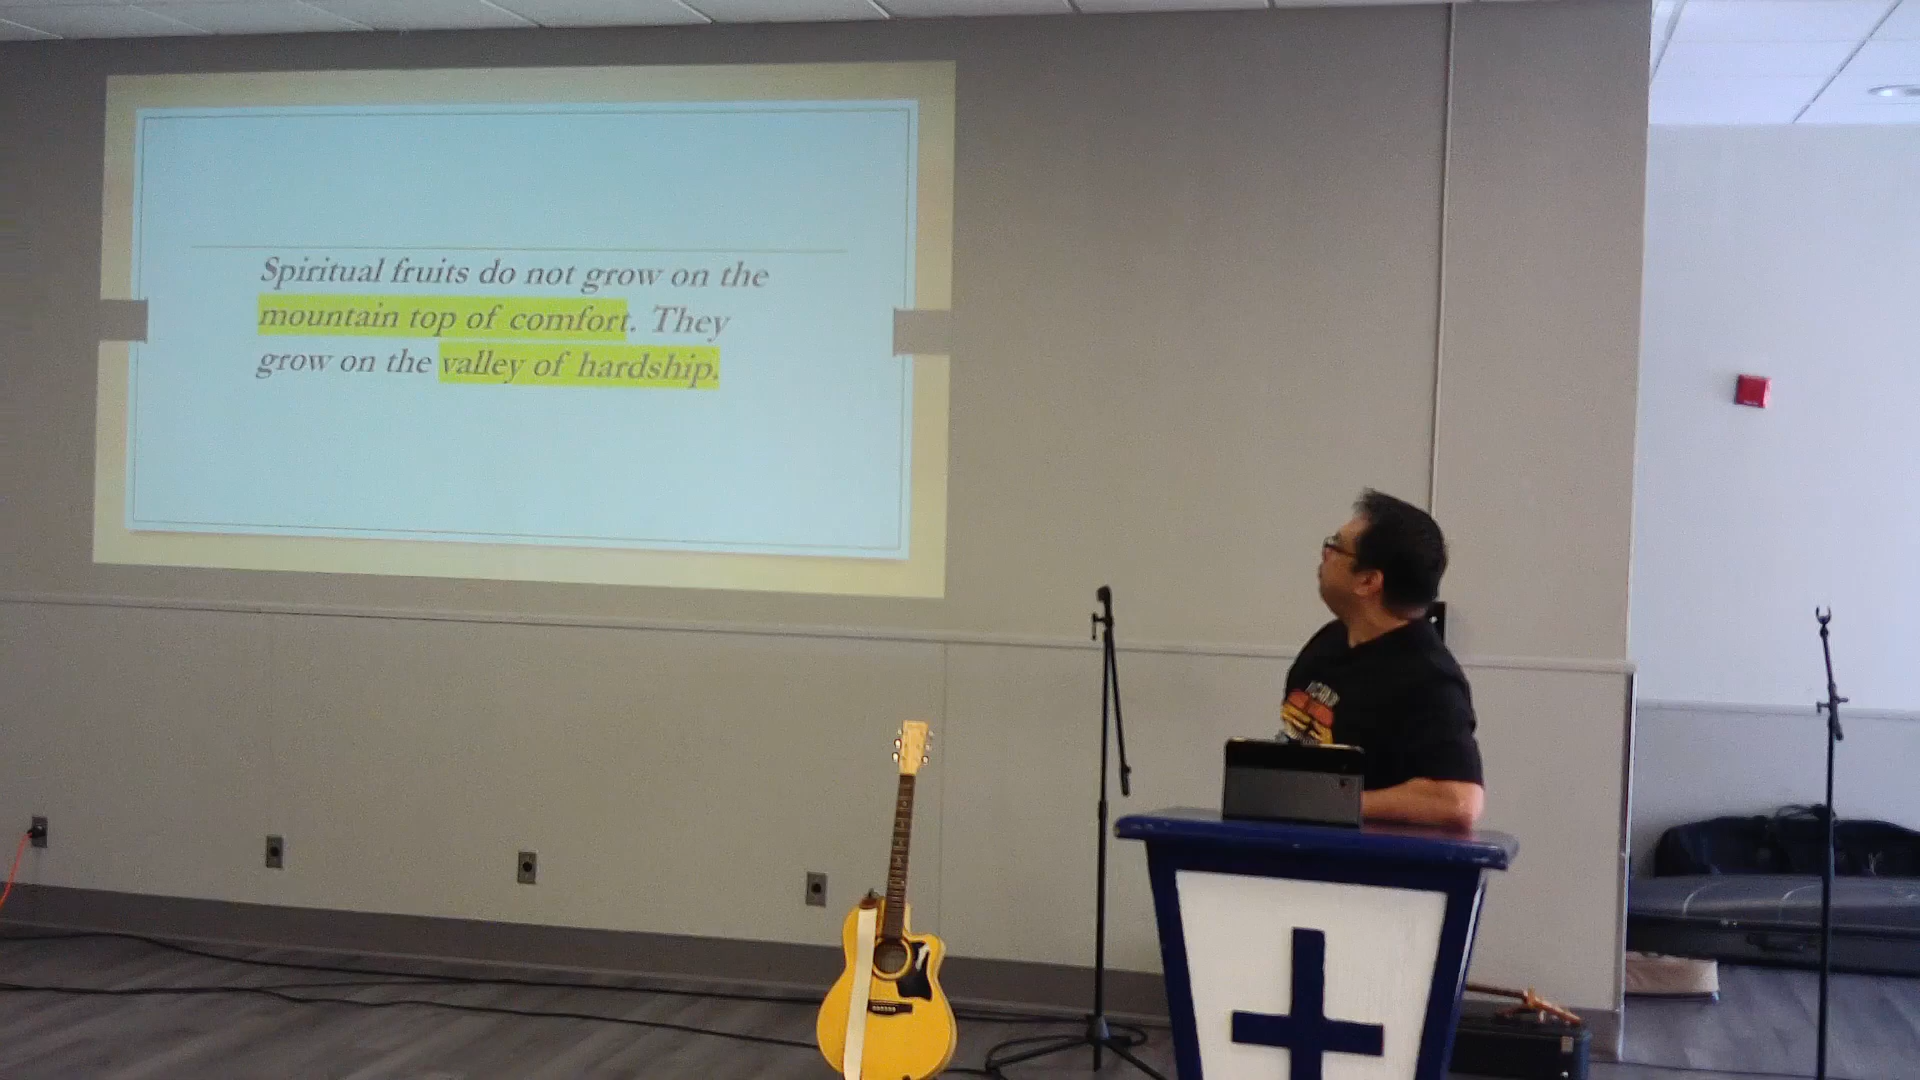 Spiritual fruits do not grow on the
mountain top of comfort. They
grow on the valley of hardship.